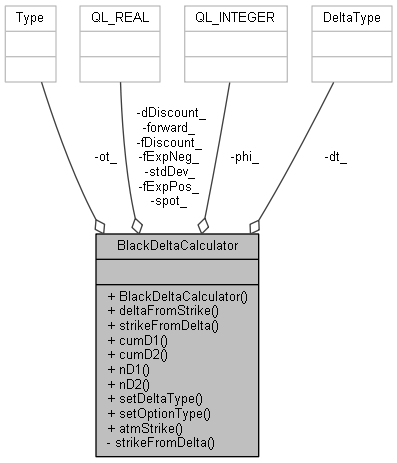 Type
QL_REAL
QL_INTEGER
DeltaType
-dDiscount_
-forward_
-fDiscount_
-fExpNeg_
-stdDev_
-fExpPos_
-spot_
-ot_
-phi_
-dt_
BlackDeltaCalculator
+ BlackDeltaCalculator()
+ deltaFromStrike()
+ strikeFromDelta()
+ cumD1()
+ cumD2()
+ nD1()
+ nD2()
+ setDeltaType()
+ setOptionType()
+ atmStrike()
- strikeFromDelta()